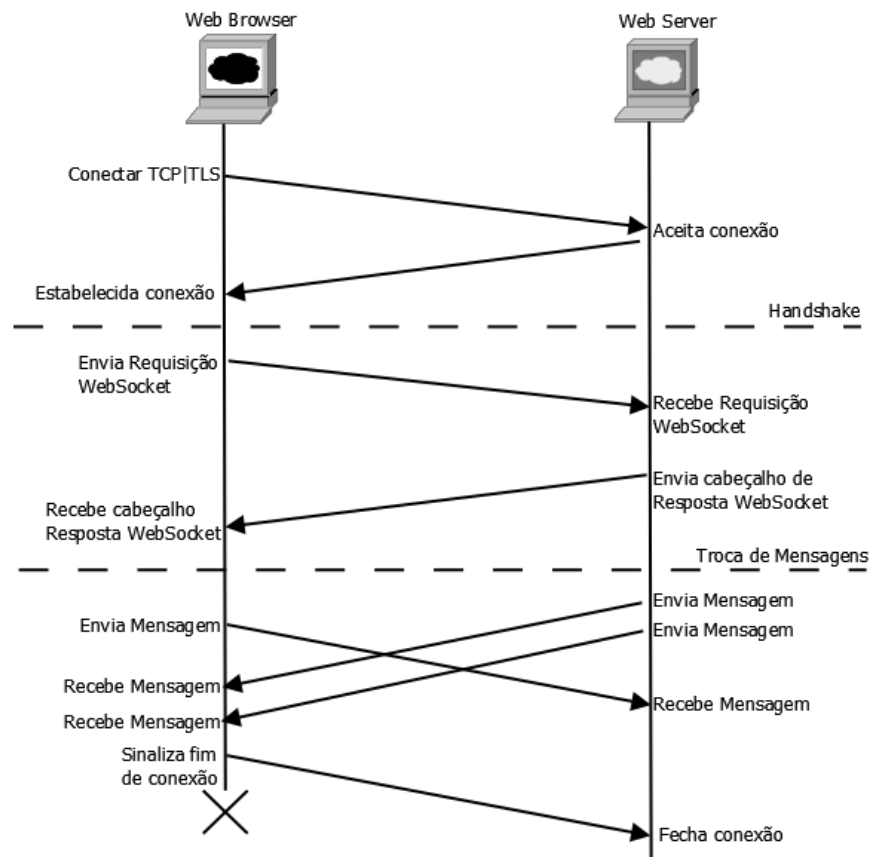 Web Browser
Web Server
Conectar TCP|TLS
Aceita conexão
Estabelecida conexão
Handshake
Envia Requisição
WebSocket
Recebe Requisição
WebSocket
Envia cabeçalho de
Resposta WebSocket
Recebe cabeçalho
Resposta WebSocket
Troca de Mensagens
Envia Mensagem
Envia Mensagem
Envia Mensagem
Recebe Mensagem
Recebe Mensagem
Recebe Mensagem
Sinaliza fim
de conexão
Fecha conexão